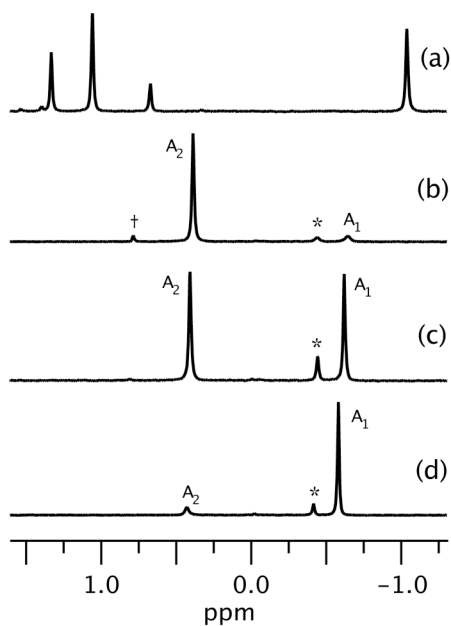 (a)
A₂
(b)
†
*
A₁
A₂
A₁
(c)
*
A₁
(d)
A₂
*
1.0 0.0 −1.0
ppm